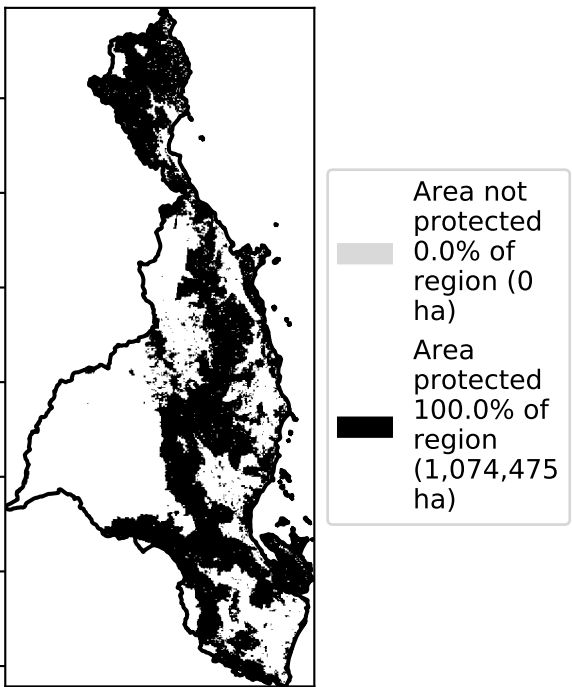 Area not
protected
0.0% of
region (0
ha)
Area
protected
100.0% of
region
(1,074,475
ha)